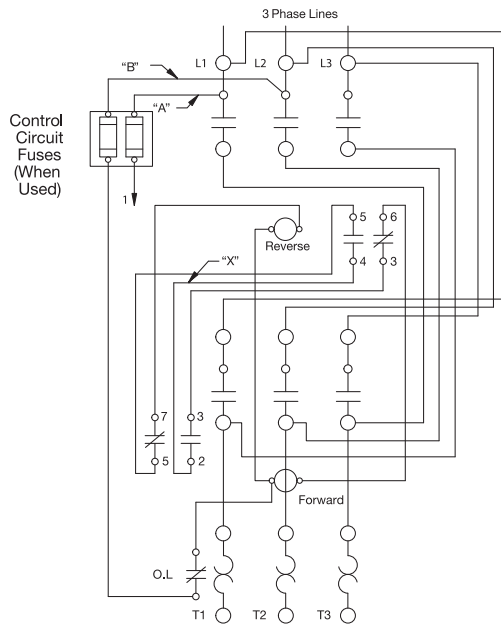 3 Phase Lines
L1
L2
L3
"B"
"A"
Control
Circuit
Fuses
(When
Used)
1
5
6
Reverse
4
3
"X"
7
3
5
2
Forward
O.L
T1
T2
T3